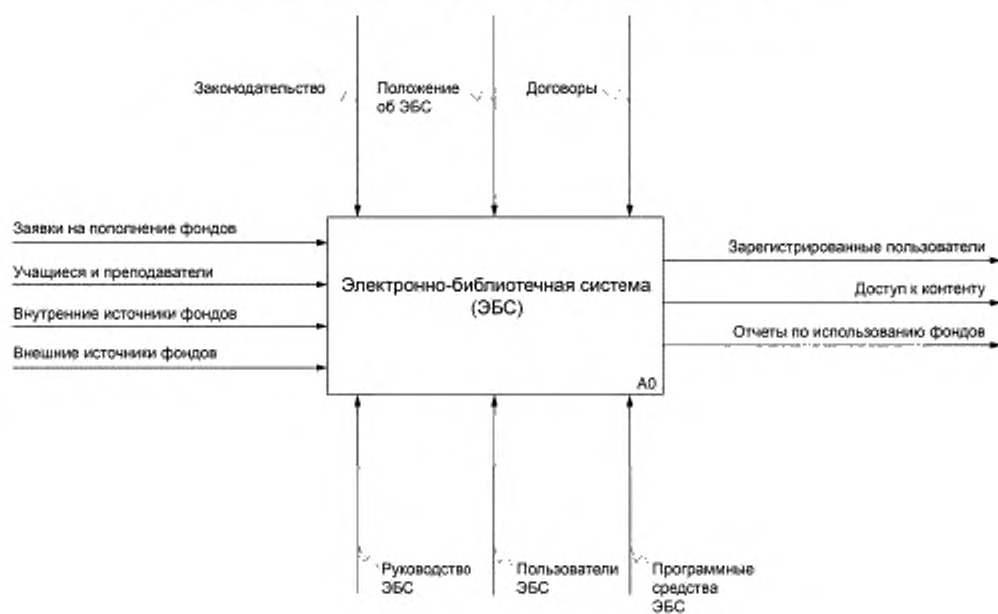 Законодательство
Положение
об ЭБС
Договоры
Заявки на пополнение фондов
Учащиеся и преподаватели
Внутренние источники фондов
Внешние источники фондов
Электронно-библиотечная система
(ЭБС)
A0
Зарегистрированные пользователи
Доступ к контенту
Отчеты по использованию фондов
Руководство
ЭБС
Пользователи
ЭБС
Программные
средства
ЭБС